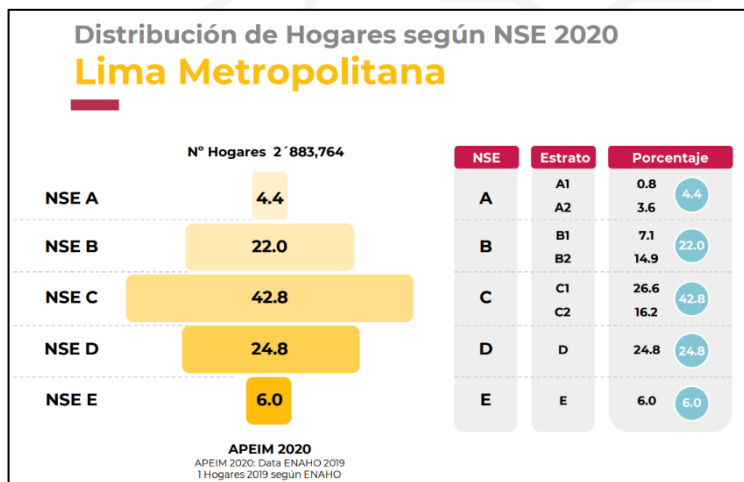 Distribución de Hogares según NSE 2020
Lima Metropolitana
Nº Hogares 2´883,764
NSE A 4.4
NSE B 22.0
NSE C 42.8
NSE D 24.8
NSE E 6.0
APEIM 2020
APEIM 2020: Data ENAHO 2019
1 Hogares 2019 según ENAHO
NSE Estrato Porcentaje
A A1 0.8 4.4
A2 3.6
B B1 7.1 22.0
B2 14.9
C C1 26.6 42.8
C2 16.2
D D 24.8 24.8
E E 6.0 6.0